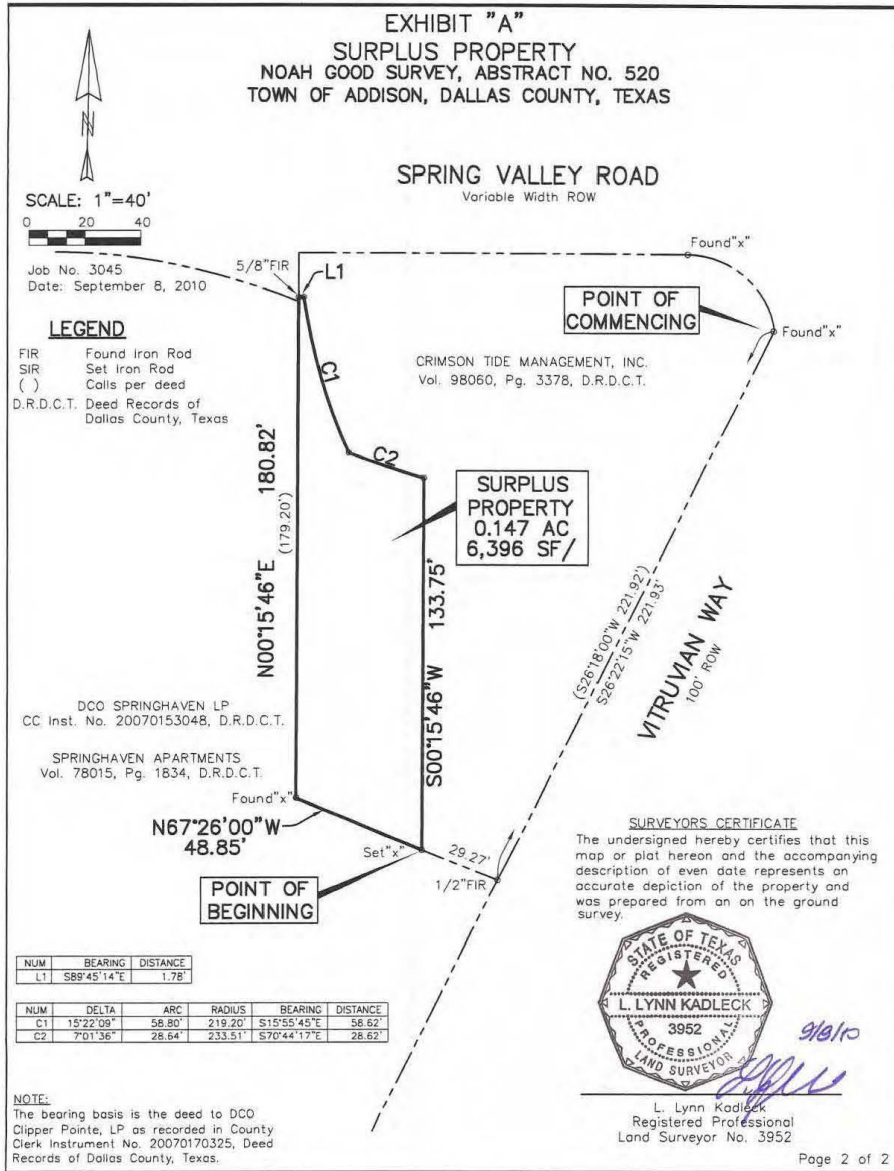 EXHIBIT "A"
SURPLUS PROPERTY
NOAH GOOD SURVEY, ABSTRACT NO. 520
TOWN OF ADDISON, DALLAS COUNTY, TEXAS
N
SCALE: 1"=40'
0 20 40
Job No. 3045
Date: September 8, 2010
SPRING VALLEY ROAD
Variable Width ROW
Found"x"
5/8"FIR
L1
POINT OF
COMMENCING
Found"x"
LEGEND
FIR Found Iron Rod
SIR Set Iron Rod
( ) Calls per deed
D.R.D.C.T. Deed Records of
Dallas County, Texas
CRIMSON TIDE MANAGEMENT, INC.
Vol. 98060, Pg. 3378, D.R.D.C.T.
C1
C2
SURPLUS
PROPERTY
0.147 AC
6,396 SF/
N00°15'46"E 180.82'
(179.20')
S00°15'46"W 133.75'
(S26°18'00"W 221.92')
S26°22'15"W 221.93'
VITRUVIAN WAY
100' ROW
DCO SPRINGHAVEN LP
CC Inst. No. 20070153048, D.R.D.C.T.
SPRINGHAVEN APARTMENTS
Vol. 78015, Pg. 1834, D.R.D.C.T.
Found"x"
N67°26'00"W
48.85'
Set"x"
29.27'
1/2"FIR
POINT OF
BEGINNING
SURVEYORS CERTIFICATE
The undersigned hereby certifies that this
map or plat hereon and the accompanying
description of even date represents an
accurate depiction of the property and
was prepared from an on the ground
survey.
NUM BEARING DISTANCE
L1 S89°45'14"E 1.78'
NUM DELTA ARC RADIUS BEARING DISTANCE
C1 15°22'09" 58.80' 219.20' S15°55'45"E 58.62'
C2 7°01'36" 28.64' 233.51' S70°44'17"E 28.62'
STATE OF TEXAS
REGISTERED
L. LYNN KADLECK
3952
PROFESSIONAL
LAND SURVEYOR
9/8/10
L. Lynn Kadleck
Registered Professional
Land Surveyor No. 3952
NOTE:
The bearing basis is the deed to DCO
Clipper Pointe, LP as recorded in County
Clerk Instrument No. 20070170325, Deed
Records of Dallas County, Texas.
Page 2 of 2